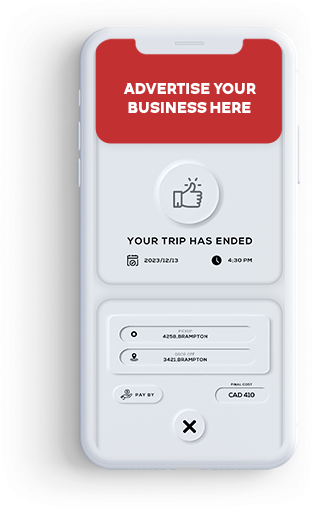 ADVERTISE YOUR
BUSINESS HERE
YOUR TRIP HAS ENDED
2023/12/13
4:30 PM
PICKUP
4258,BRAMPTON
DROP OFF
3421,BRAMPTON
PAY BY
FINAL COST
CAD 410